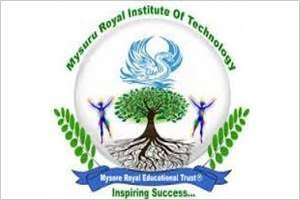 Mysuru Royal Institute Of Technology
Mysore Royal Educational Trust®
Inspiring Success...